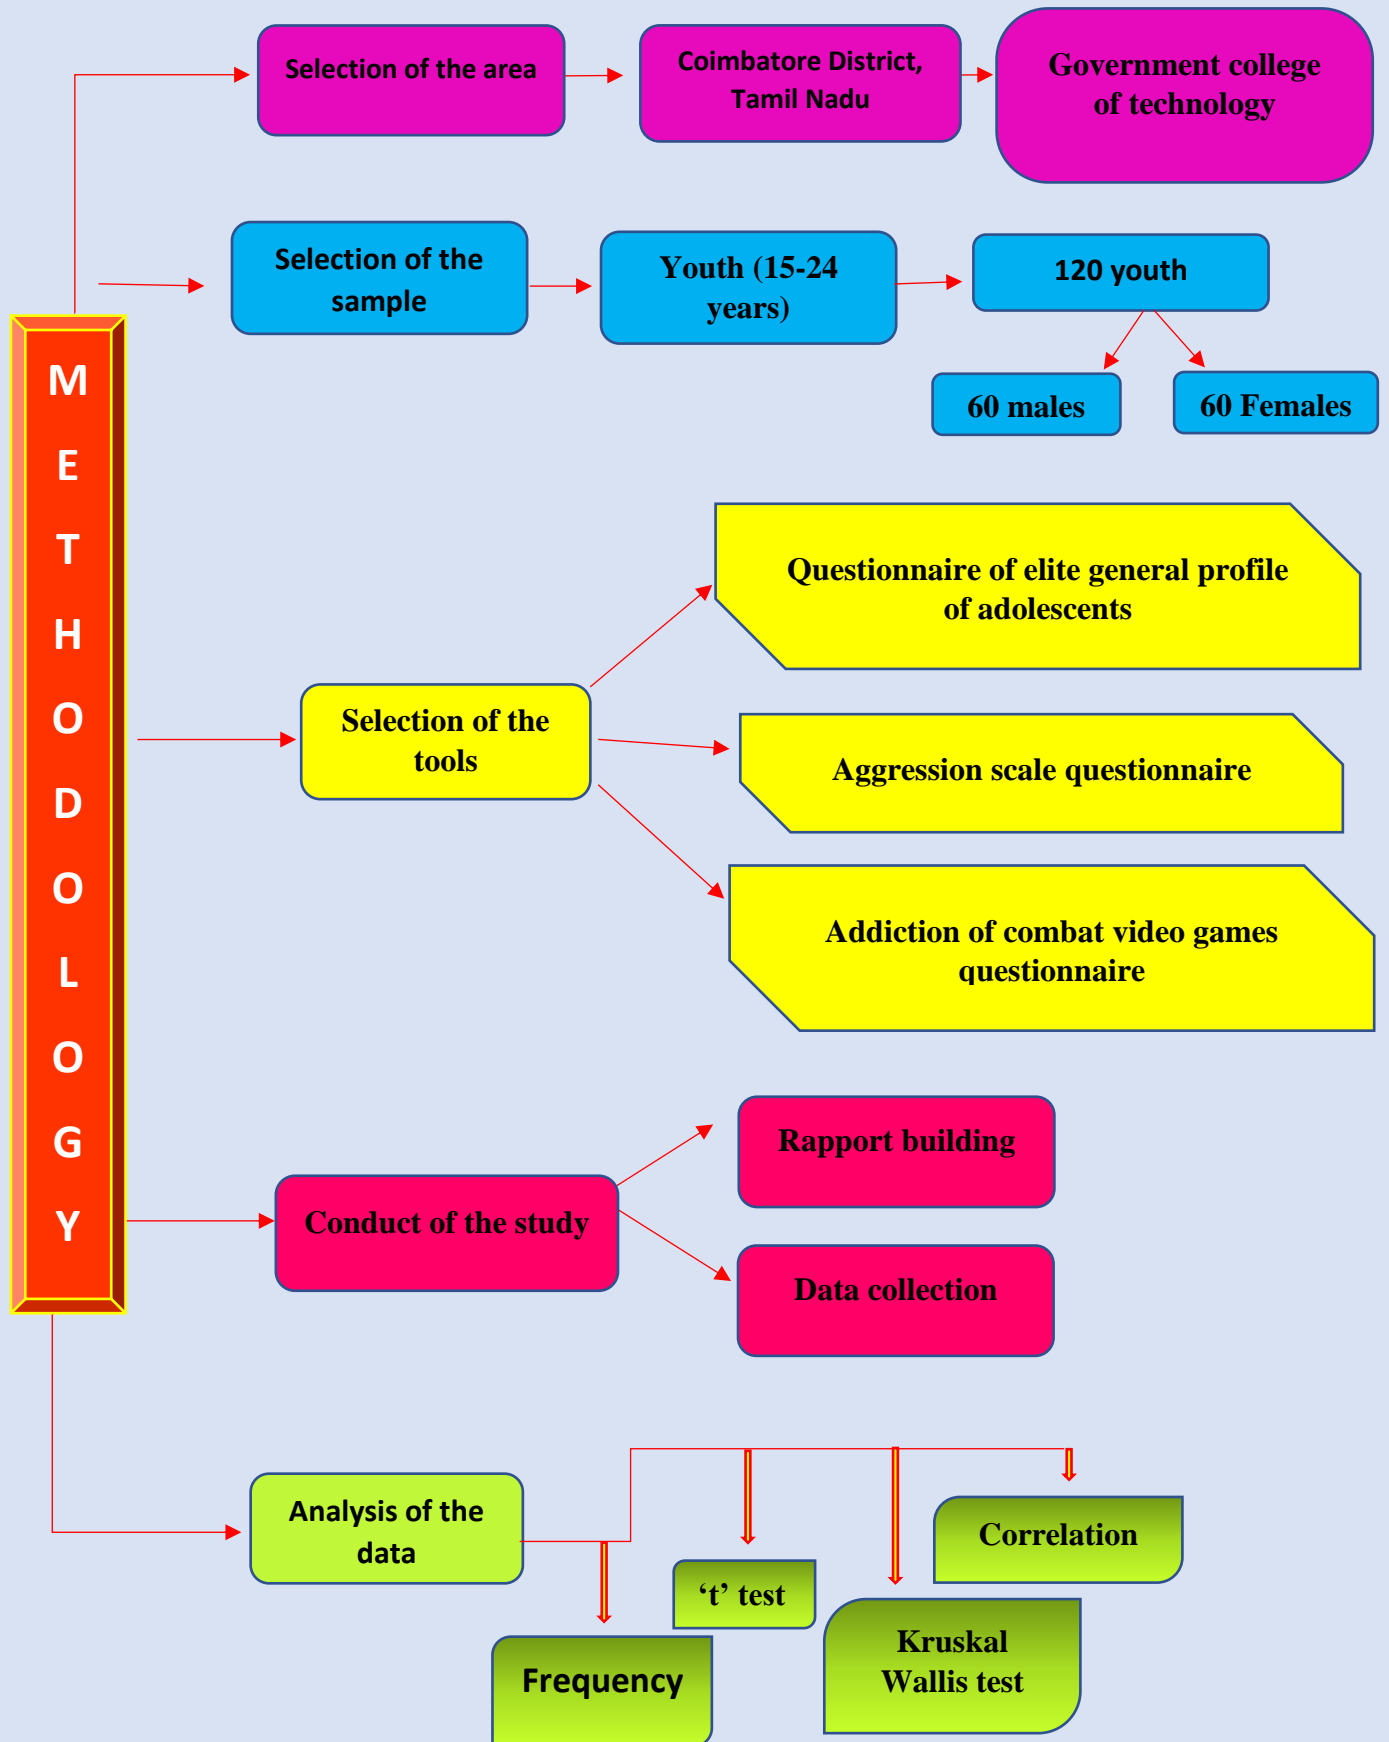 Selection of the area
Coimbatore District,
Tamil Nadu
Government college
of technology
Selection of the
sample
Youth (15-24
years)
120 youth
60 males
60 Females
M
E
T
H
O
D
O
L
O
G
Y
Questionnaire of elite general profile
of adolescents
Selection of the
tools
Aggression scale questionnaire
Addiction of combat video games
questionnaire
Rapport building
Conduct of the study
Data collection
Analysis of the
data
Correlation
‘t’ test
Kruskal
Wallis test
Frequency